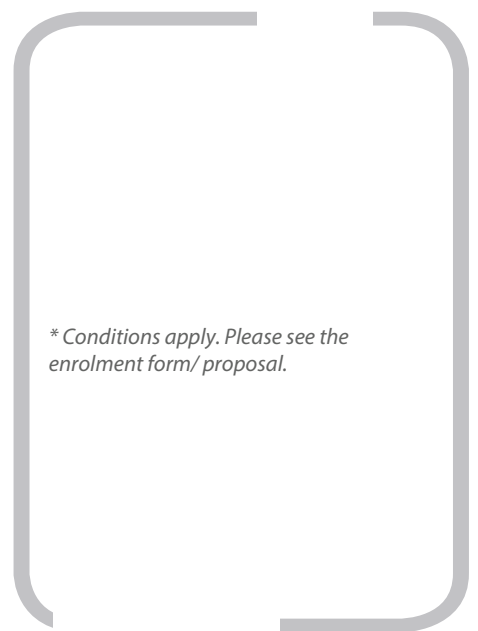 * Conditions apply. Please see the
enrolment form/ proposal.